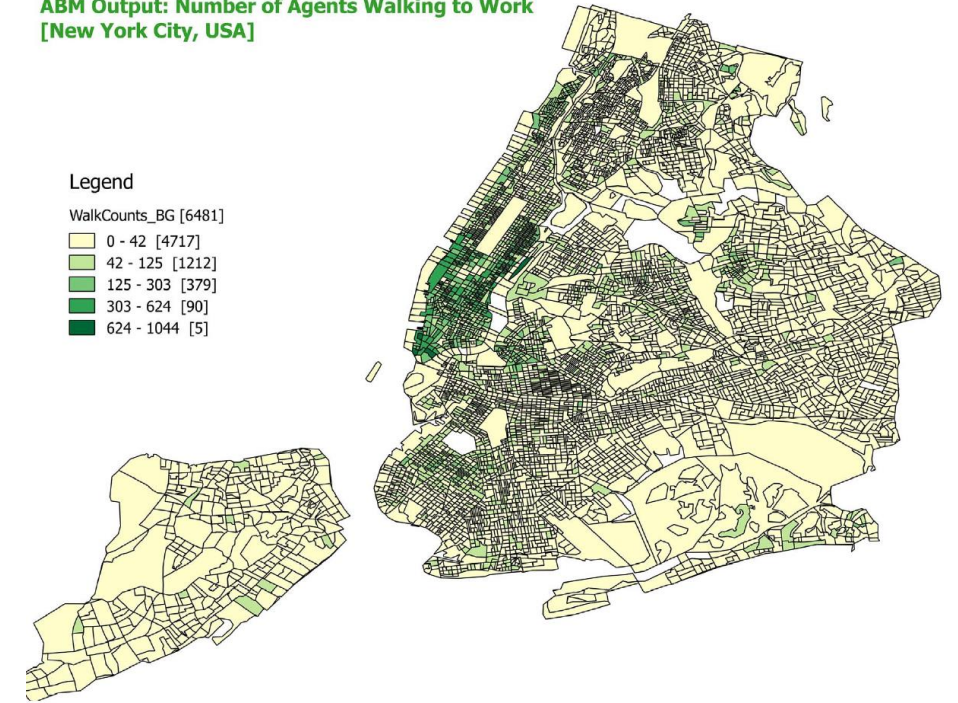 ABM Output: Number of Agents Walking to Work
[New York City, USA]
Legend
WalkCounts_BG [6481]
0 - 42 [4717]
42 - 125 [1212]
125 - 303 [379]
303 - 624 [90]
624 - 1044 [5]